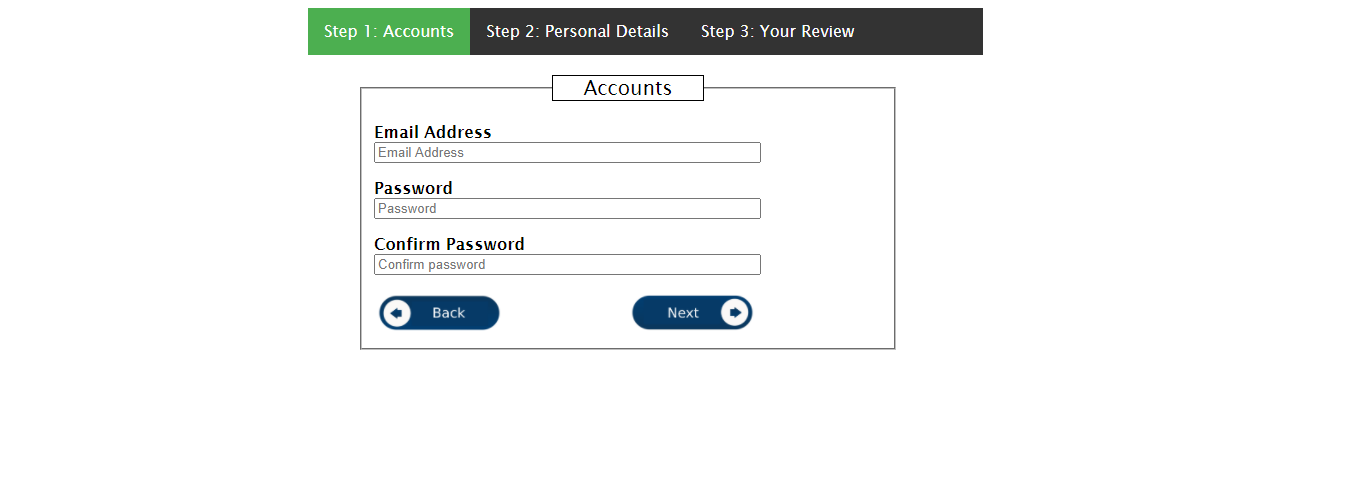 Step 1: Accounts Step 2: Personal Details Step 3: Your Review
Accounts
Email Address
Email Address
Password
Password
Confirm Password
Confirm password
Back Next